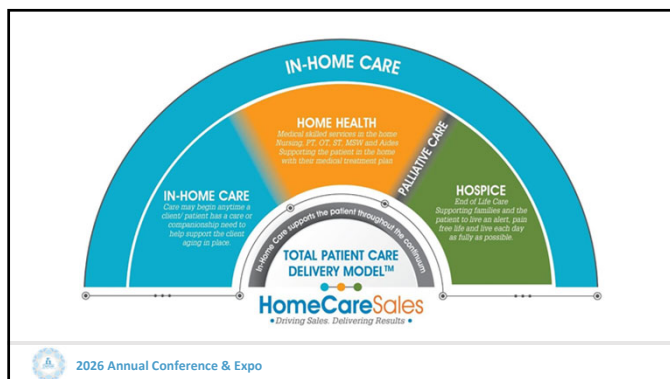 IN-HOME CARE
HOME HEALTH
Medical skilled services in the home
Nursing, PT, OT, ST, MSW and Aides
Supporting the patient in the home
with their medical treatment plan
PALLIATIVE CARE
IN-HOME CARE
Care may begin anytime a
client/ patient has a care or
companionship need to
help support the client
aging in place.
HOSPICE
End of Life Care
Supporting families and the
patient to live an alert, pain
free life and live each day
as fully as possible.
In-Home Care supports the patient throughout the continuum
TOTAL PATIENT CARE
DELIVERY MODEL™
HomeCareSales
• Driving Sales. Delivering Results •
2026 Annual Conference & Expo